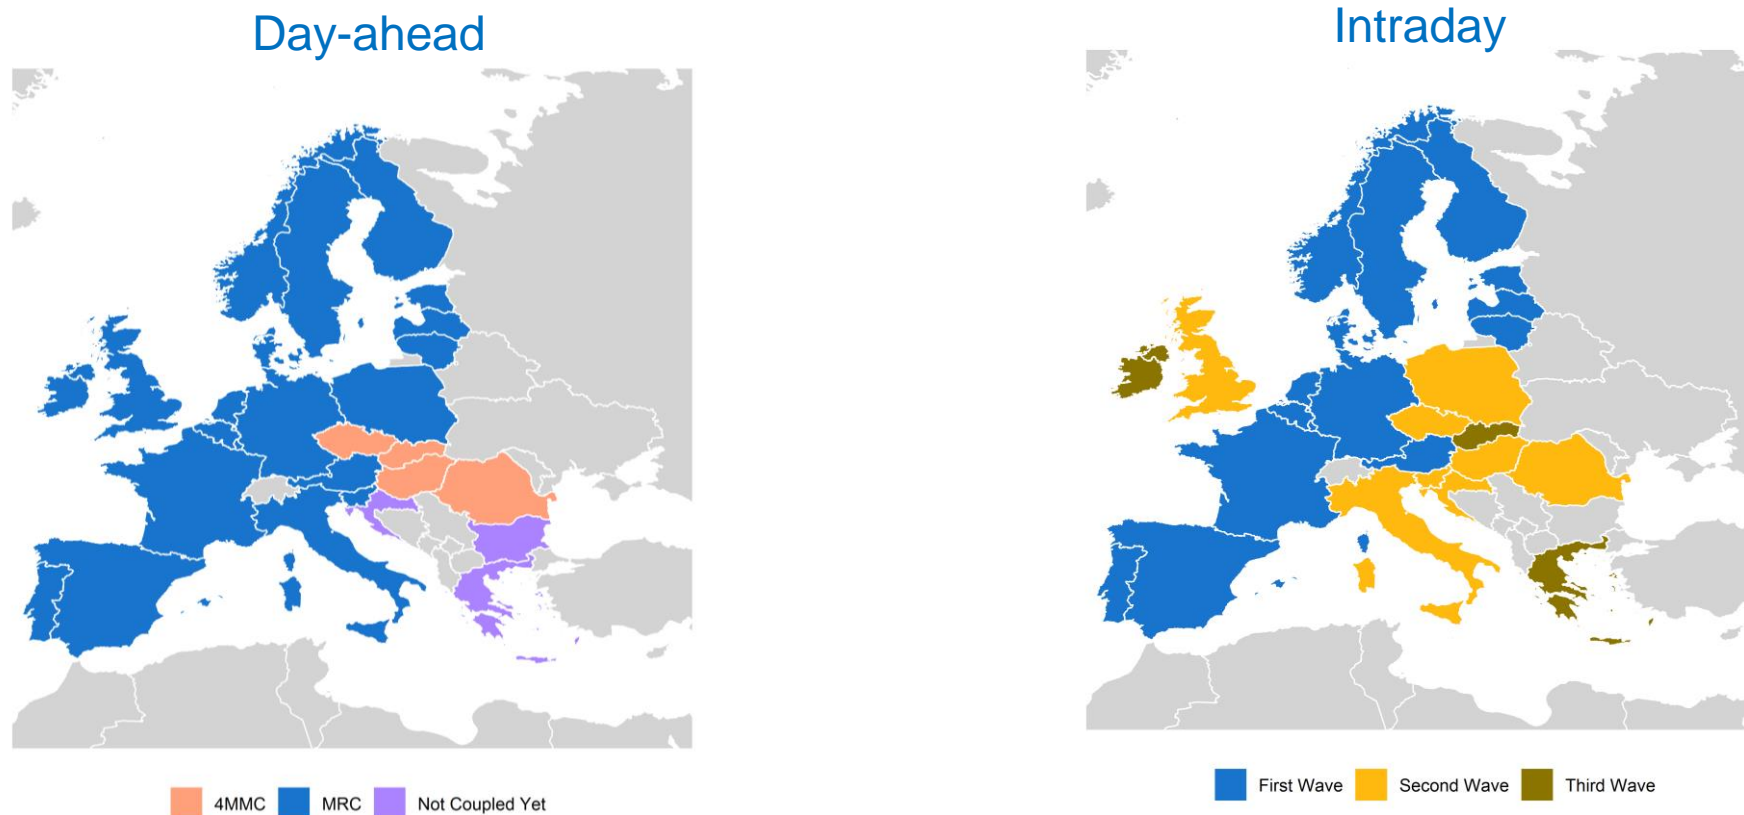 Day-ahead
Intraday
4MMC
MRC
Not Coupled Yet
First Wave
Second Wave
Third Wave